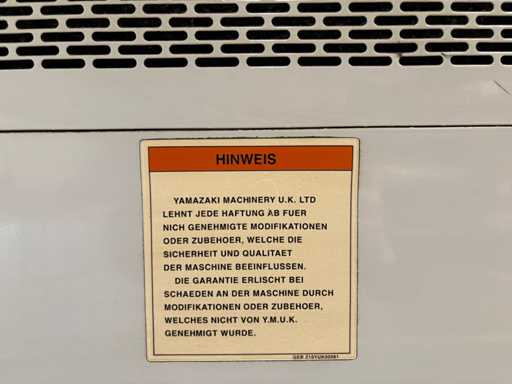 HINWEIS
YAMAZAKI MACHINERY U.K. LTD
LEHNT JEDE HAFTUNG AB FUER
NICH GENEHMIGTE MODIFIKATIONEN
ODER ZUBEHOER, WELCHE DIE
SICHERHEIT UND QUALITAET
DER MASCHINE BEEINFLUSSEN.
DIE GARANTIE ERLISCHT BEI
SCHAEDEN AN DER MASCHINE DURCH
MODIFIKATIONEN ODER ZUBEHOER,
WELCHES NICHT VON Y.M.U.K.
GENEHMIGT WURDE.